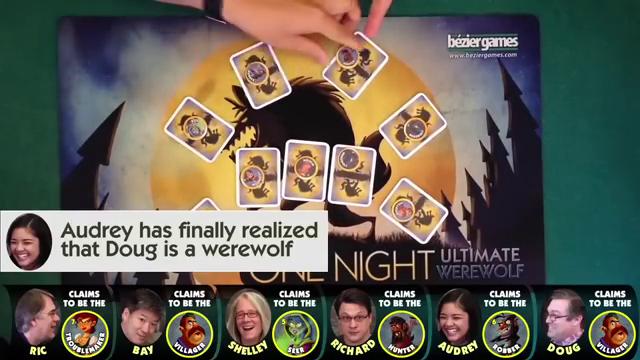 béziergames
www.beziergames.com
Audrey has finally realized
that Doug is a werewolf
ONE NIGHT
ULTIMATE
WEREWOLF
CLAIMS
TO BE THE
TROUBLEMAKER
RIC
CLAIMS
TO BE THE
VILLAGER
BAY
CLAIMS
TO BE THE
SEER
SHELLEY
CLAIMS
TO BE THE
HUNTER
RICHARD
CLAIMS
TO BE THE
ROBBER
AUDREY
CLAIMS
TO BE THE
VILLAGER
DOUG